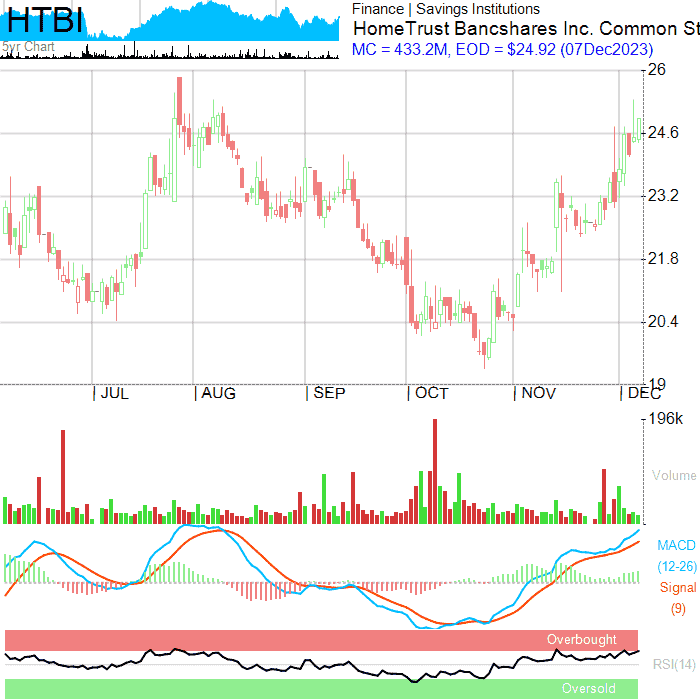 HTBI
5yr Chart
Finance | Savings Institutions
HomeTrust Bancshares Inc. Common St
MC = 433.2M, EOD = $24.92 (07Dec2023)
26
24.6
23.2
21.8
20.4
19
| JUL | AUG | SEP | OCT | NOV | DEC
196k
Volume
MACD
(12-26)
Signal
(9)
Overbought
RSI(14)
Oversold